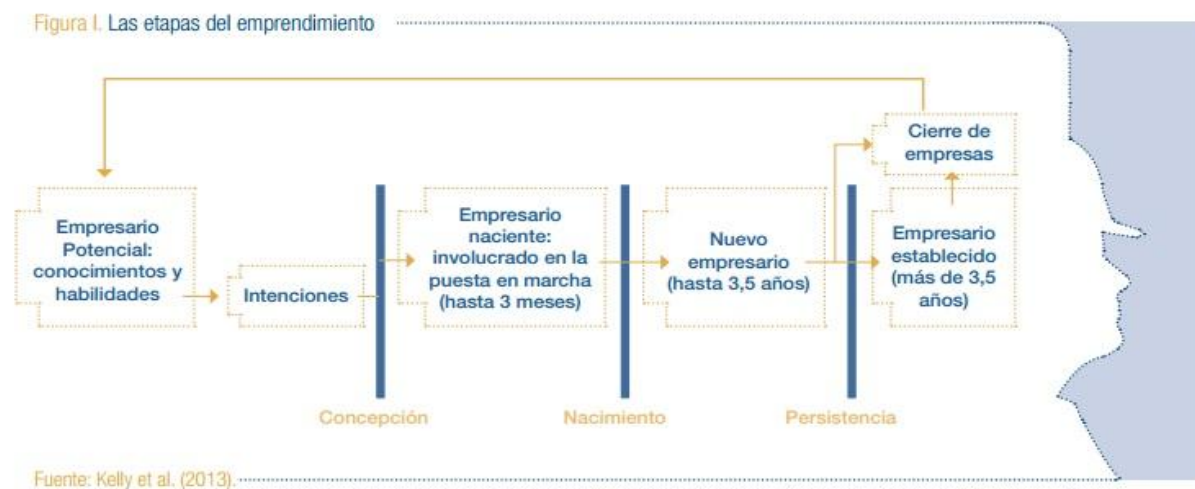 Figura I. Las etapas del emprendimiento
Cierre de
empresas
Empresario
Potencial:
conocimientos y
habilidades
Intenciones
Empresario
naciente:
involucrado en la
puesta en marcha
(hasta 3 meses)
Nuevo
empresario
(hasta 3,5 años)
Empresario
establecido
(más de 3,5
años)
Concepción
Nacimiento
Persistencia
Fuente: Kelly et al. (2013).